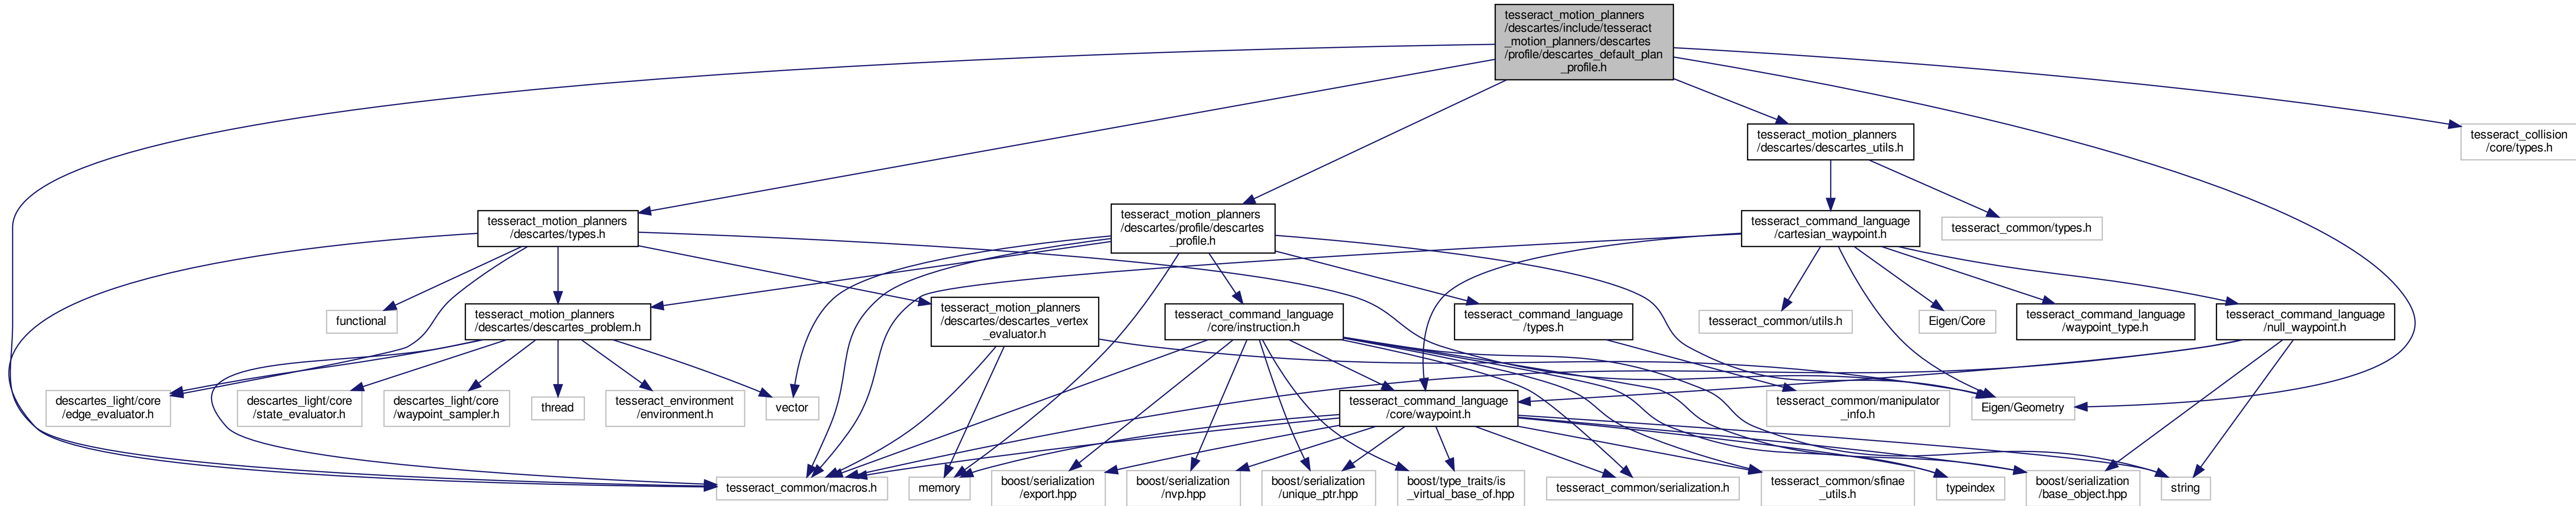 tesseract_motion_planners
/descartes/include/tesseract
_motion_planners/descartes
/profile/descartes_default_plan
_profile.h
tesseract_motion_planners
/descartes/descartes_utils.h
tesseract_collision
/core/types.h
tesseract_motion_planners
/descartes/types.h
tesseract_motion_planners
/descartes/profile/descartes
_profile.h
tesseract_command_language
/cartesian_waypoint.h
tesseract_common/types.h
functional
tesseract_motion_planners
/descartes/descartes_problem.h
tesseract_motion_planners
/descartes/descartes_vertex
_evaluator.h
tesseract_command_language
/core/instruction.h
tesseract_command_language
/types.h
tesseract_common/utils.h
Eigen/Core
tesseract_command_language
/waypoint_type.h
tesseract_command_language
/null_waypoint.h
descartes_light/core
/edge_evaluator.h
descartes_light/core
/state_evaluator.h
descartes_light/core
/waypoint_sampler.h
thread
tesseract_environment
/environment.h
vector
tesseract_command_language
/core/waypoint.h
tesseract_common/manipulator
_info.h
Eigen/Geometry
tesseract_common/macros.h
memory
boost/serialization
/export.hpp
boost/serialization
/nvp.hpp
boost/serialization
/unique_ptr.hpp
boost/type_traits/is
_virtual_base_of.hpp
tesseract_common/serialization.h
tesseract_common/sfinae
_utils.h
typeindex
boost/serialization
/base_object.hpp
string